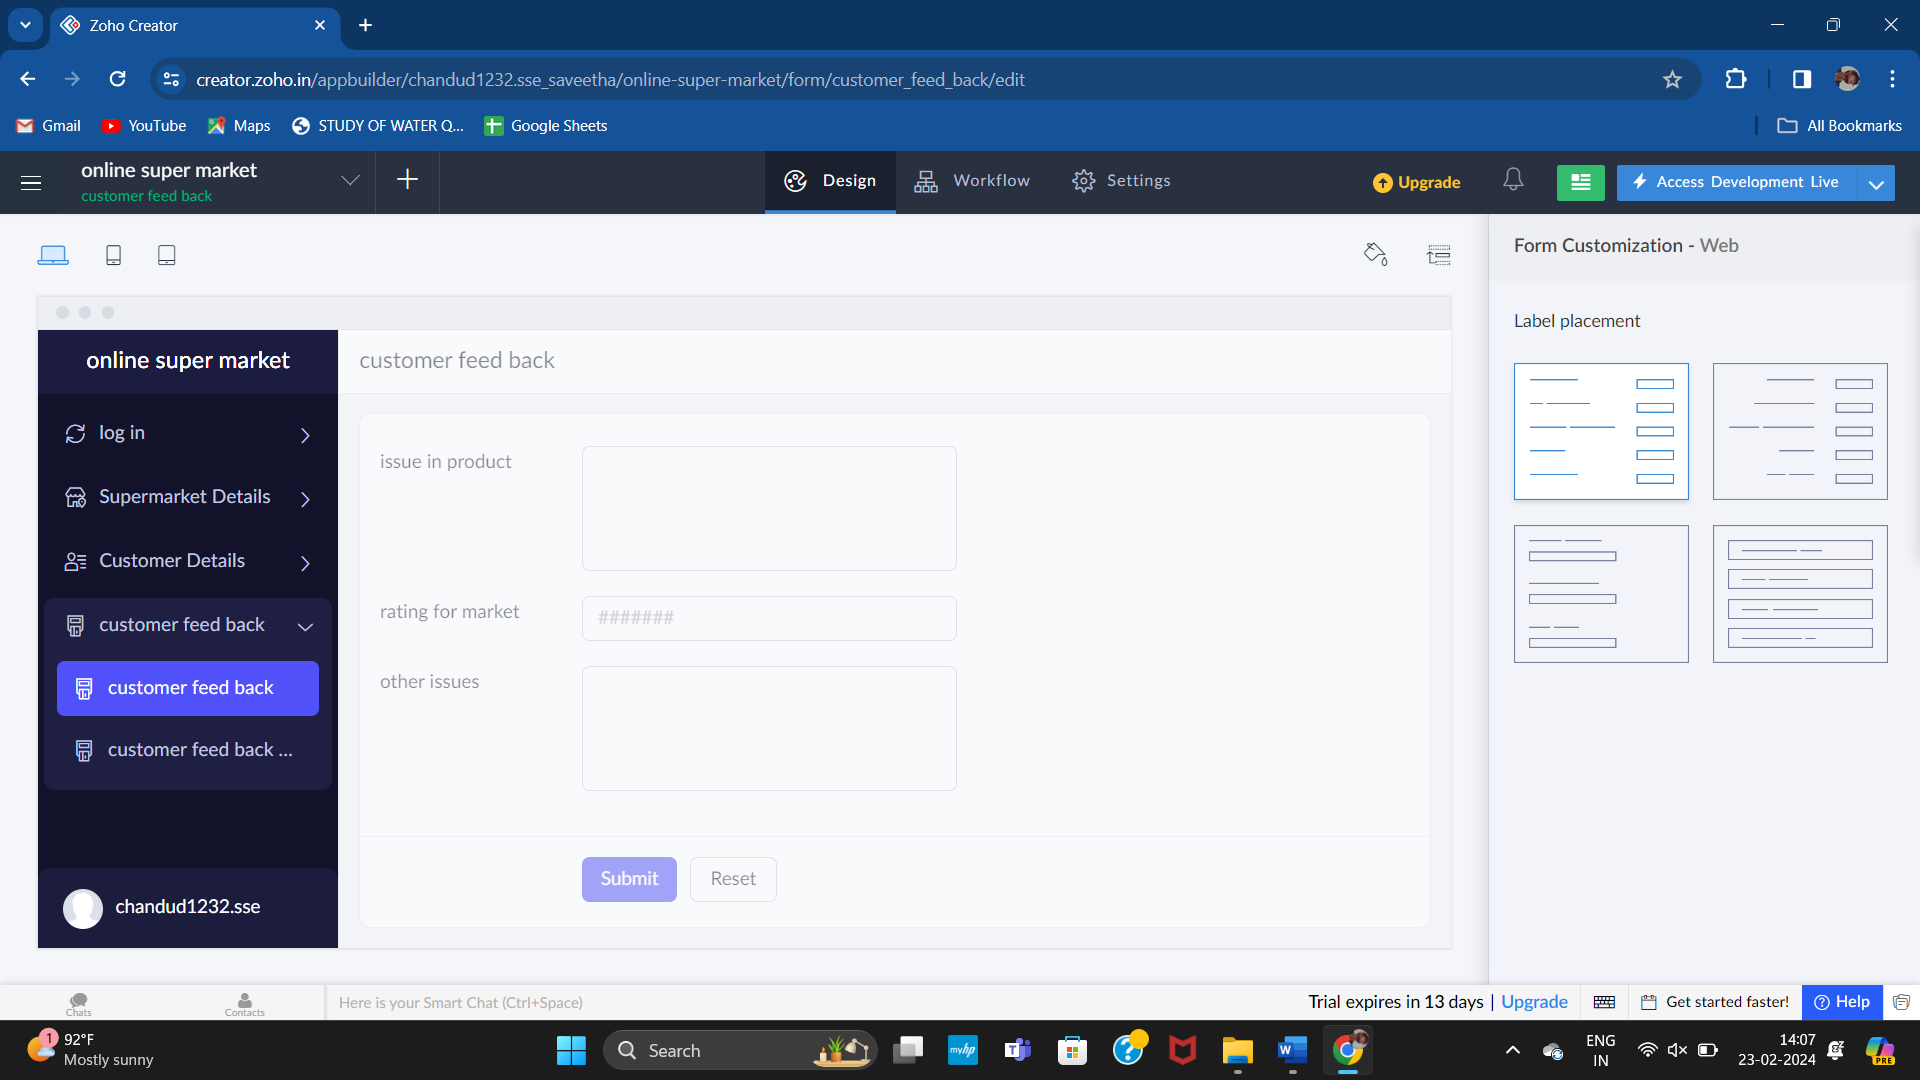 Zoho Creator
creator.zoho.in/appbuilder/chandud1232.sse_saveetha/online-super-market/form/customer_feed_back/edit
Gmail YouTube Maps STUDY OF WATER Q... Google Sheets All Bookmarks
online super market
customer feed back
Design Workflow Settings Upgrade Access Development Live
Form Customization - Web
Label placement
online super market
customer feed back
log in
Supermarket Details
Customer Details
customer feed back
customer feed back
customer feed back ...
chandud1232.sse
issue in product
rating for market
#######
other issues
Submit Reset
Chats Contacts
Here is your Smart Chat (Ctrl+Space)
Trial expires in 13 days | Upgrade
Get started faster!
Help
1
92°F
Mostly sunny
Search
myhp
T
?
W
PRE
ENG
IN
14:07
23-02-2024